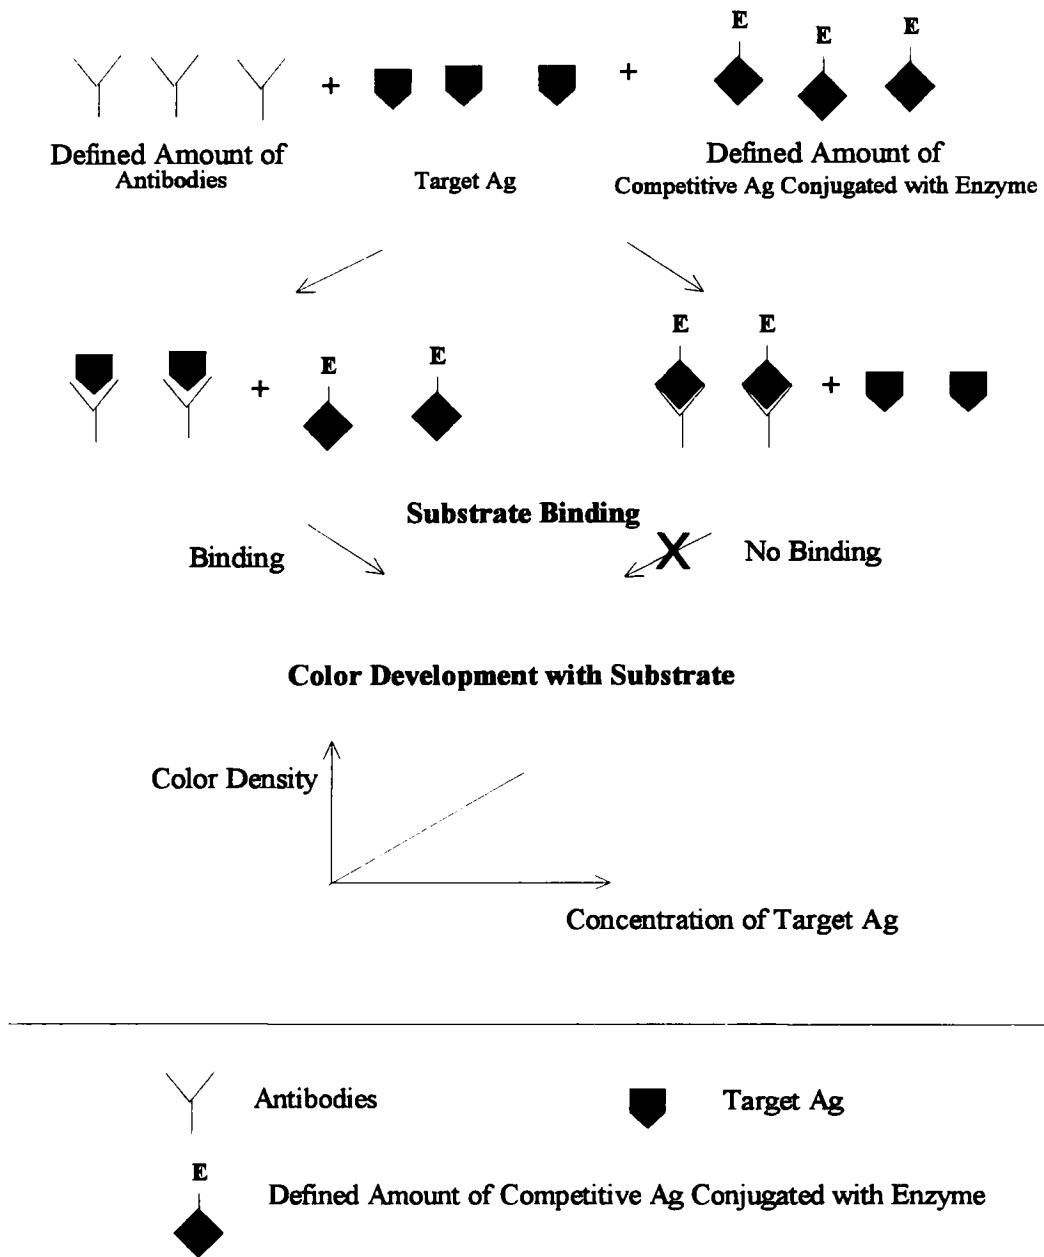 E E E
+ +
Defined Amount of
Antibodies
Target Ag
Defined Amount of
Competitive Ag Conjugated with Enzyme
E E
+
E E
+
Substrate Binding
Binding
X
No Binding
Color Development with Substrate
Color Density
Concentration of Target Ag
Antibodies
Target Ag
E
Defined Amount of Competitive Ag Conjugated with Enzyme